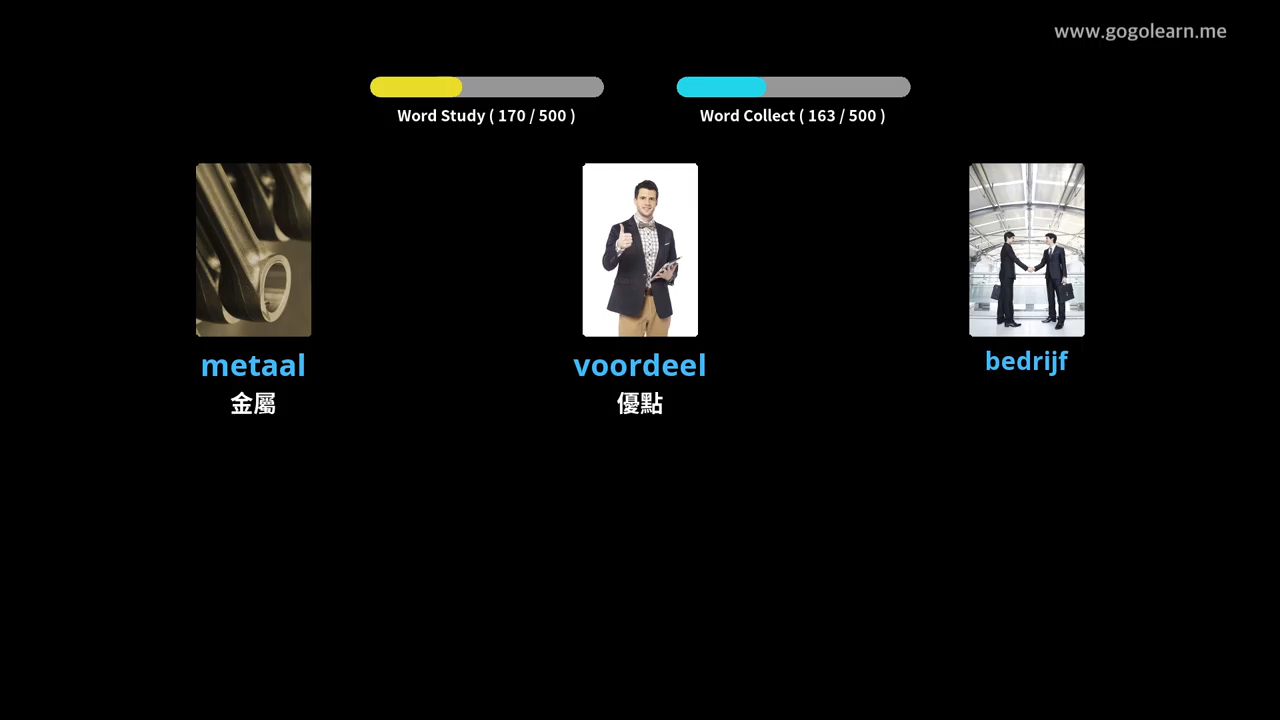 www.gogolearn.me
Word Study ( 170 / 500 )
Word Collect ( 163 / 500 )
metaal
金屬
voordeel
優點
bedrijf